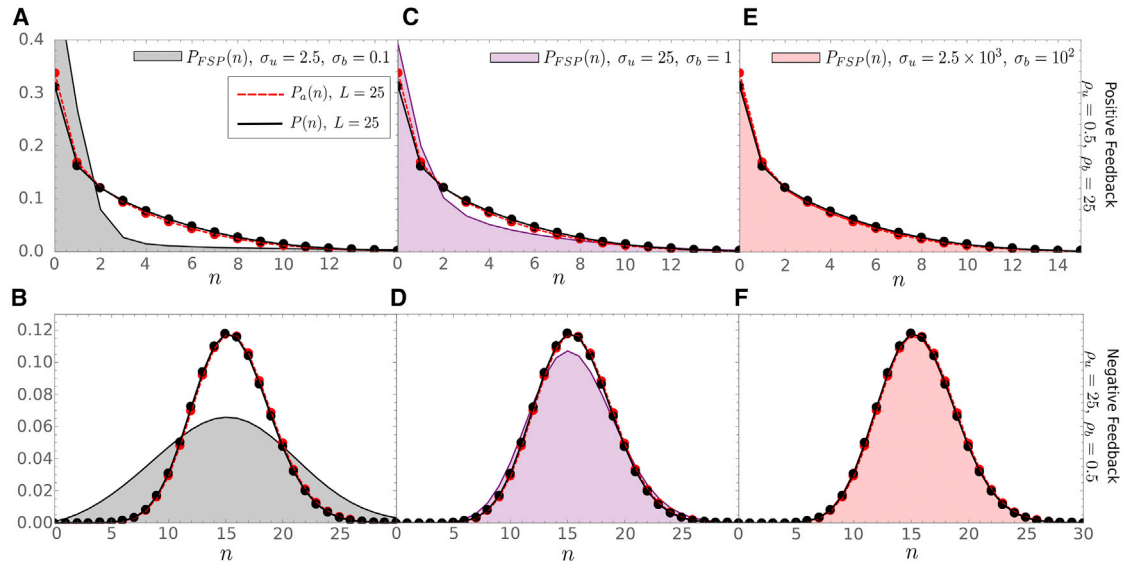 A
C
E
0.4
0.3
0.2
0.1
0.0
P_FSP(n), σ_u = 2.5, σ_b = 0.1
P_a(n), L = 25
P(n), L = 25
P_FSP(n), σ_u = 25, σ_b = 1
P_FSP(n), σ_u = 2.5 × 10³, σ_b = 10²
0 2 4 6 8 10 12
0 2 4 6 8 10 12
0 2 4 6 8 10 12 14
n
n
n
Positive Feedback
ρ_u = 0.5, ρ_b = 25
B
D
F
0.12
0.10
0.08
0.06
0.04
0.02
0.00
0 5 10 15 20 25
0 5 10 15 20 25
0 5 10 15 20 25 30
n
n
n
Negative Feedback
ρ_u = 25, ρ_b = 0.5